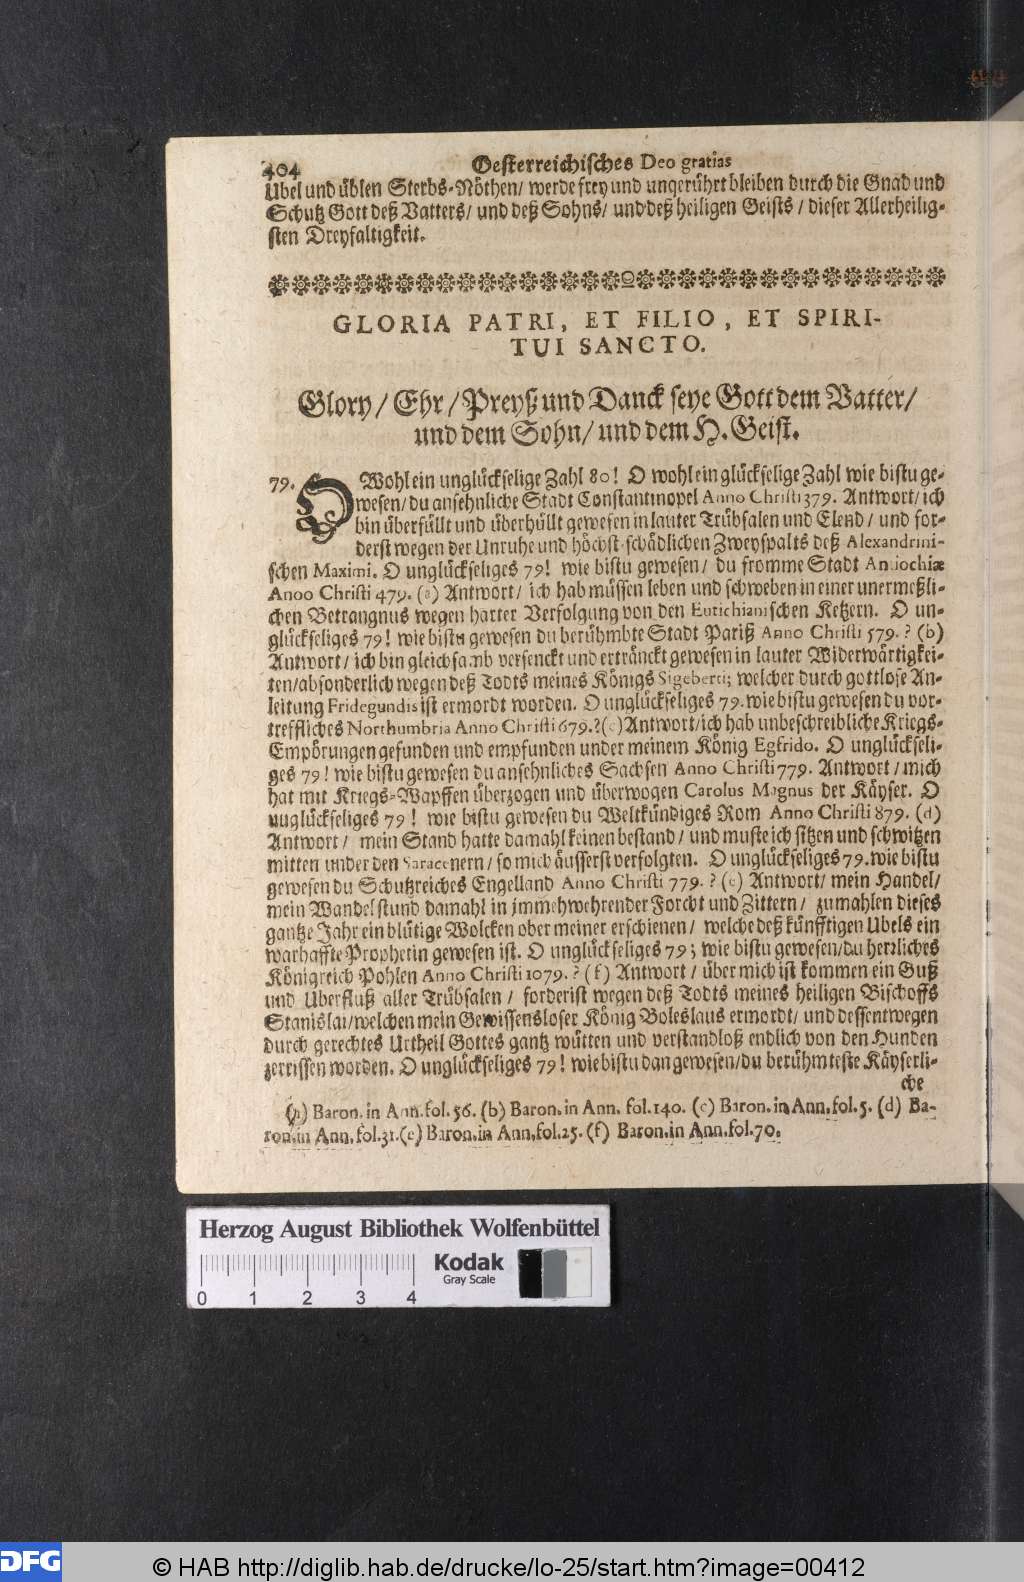 404 Oesterreichisches Deo gratias
Ubel und üblen Sterbs-Nöthen/ werde frey und ungerührt bleiben durch die Gnad und
Schutz Gott deß Vatters/ und deß Sohns/ und deß heiligen Geists / dieser Allerheilig-
sten Dreyfaltigkeit.
GLORIA PATRI, ET FILIO, ET SPIRI-
TUI SANCTO.
Glory/ Ehr/ Preyß und Danck seye Gott dem Vatter/
und dem Sohn/ und dem H. Geist.
79. O Wohl ein unglückselige Zahl 80! O wohl ein glückselige Zahl wie bistu ge-
wesen/ du ansehnliche Stadt Constantinopel Anno Christi 379. Antwort/ ich
bin überfüllt und überhüllt gewesen in lauter Trübsalen und Elend/ und for-
derst wegen der Unruhe und höchst-schädlichen Zweyspalts deß Alexandrini-
schen Maximi. O unglückseliges 79! wie bistu gewesen/ du fromme Stadt Antiochiæ
Anoo Christi 479. (a) Antwort/ ich hab müssen leben und schweben in einer unermeßli-
chen Betrangnus wegen harter Verfolgung von den Eutichianischen Ketzern. O un-
glückseliges 79! wie bistu gewesen du berühmbte Stadt Pariß Anno Christi 579.? (b)
Antwort/ ich bin gleichsamb versenckt und ertränckt gewesen in lauter Widerwärtigkei-
ten/ absonderlich wegen deß Todts meines Königs Sigeberti; welcher durch gottlose An-
leitung Fridegundis ist ermordt worden. O unglückseliges 79. wie bistu gewesen du vor-
treffliches Northumbria Anno Christi 679.? (c) Antwort/ ich hab unbeschreibliche Kriegs-
Empörungen gefunden und empfunden under meinem König Egfrido. O unglückseli-
ges 79! wie bistu gewesen du ansehnliches Sachsen Anno Christi 779. Antwort/ mich
hat mit Kriegs-Wapffen überzogen und überwogen Carolus Magnus der Käyser. O
unglückseliges 79! wie bistu gewesen du Weltkündiges Rom Anno Christi 879. (d)
Antwort/ mein Stand hatte damahl keinen bestand/ und muste ich sitzen und schwitzen
mitten under den Saracenern/ so mich äusserst verfolgten. O unglückseliges 79. wie bistu
gewesen du Schutzreiches Engelland Anno Christi 779.? (e) Antwort/ mein Handel/
mein Wandel stund damahl in immehwehrender Forcht und Zittern/ zumahlen dieses
gantze Jahr ein blütige Wolcken ober meiner erschienen/ welche deß künfftigen Ubels ein
warhaffte Prophetin gewesen ist. O unglückseliges 79; wie bistu gewesen/ du herzliches
Königreich Pohlen Anno Christi 1079.? (f) Antwort/ über mich ist kommen ein Guß
und Uberfluß aller Trübsalen/ forderist wegen deß Todts meines heiligen Bischoffs
Stanislai/ welchen mein Gewissensloser König Boleslaus ermordt/ und dessentwegen
durch gerechtes Urtheil Gottes gantz wütten und verstandloß endlich von den Hunden
zerrissen worden. O unglückseliges 79! wie bistu dan gewesen/ du berühmteste Käyserli-
che
(a) Baron. in Ann. fol. 56. (b) Baron. in Ann. fol. 140. (c) Baron. in Ann. fol. 5. (d) Ba-
ron. in Ann. fol. 31. (e) Baron. in Ann. fol. 25. (f) Baron. in Ann. fol. 70.
Herzog August Bibliothek Wolfenbüttel
0 1 2 3 4
Kodak
Gray Scale
DFG © HAB http://diglib.hab.de/drucke/lo-25/start.htm?image=00412